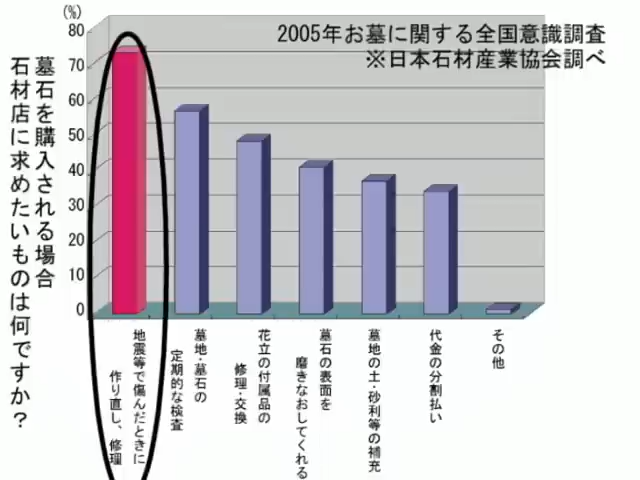 2005年お墓に関する全国意識調査
※日本石材産業協会調べ
墓石を購入される場合
石材店に求めたいものは何ですか？
(%)
80
70
60
50
40
30
20
10
0
地震等で傷んだときに
作り直し、修理
墓地・墓石の
定期的な検査
花立の付属品の
修理・交換
墓石の表面を
磨きなおしてくれる
墓地の土・砂利等の補充
代金の分割払い
その他